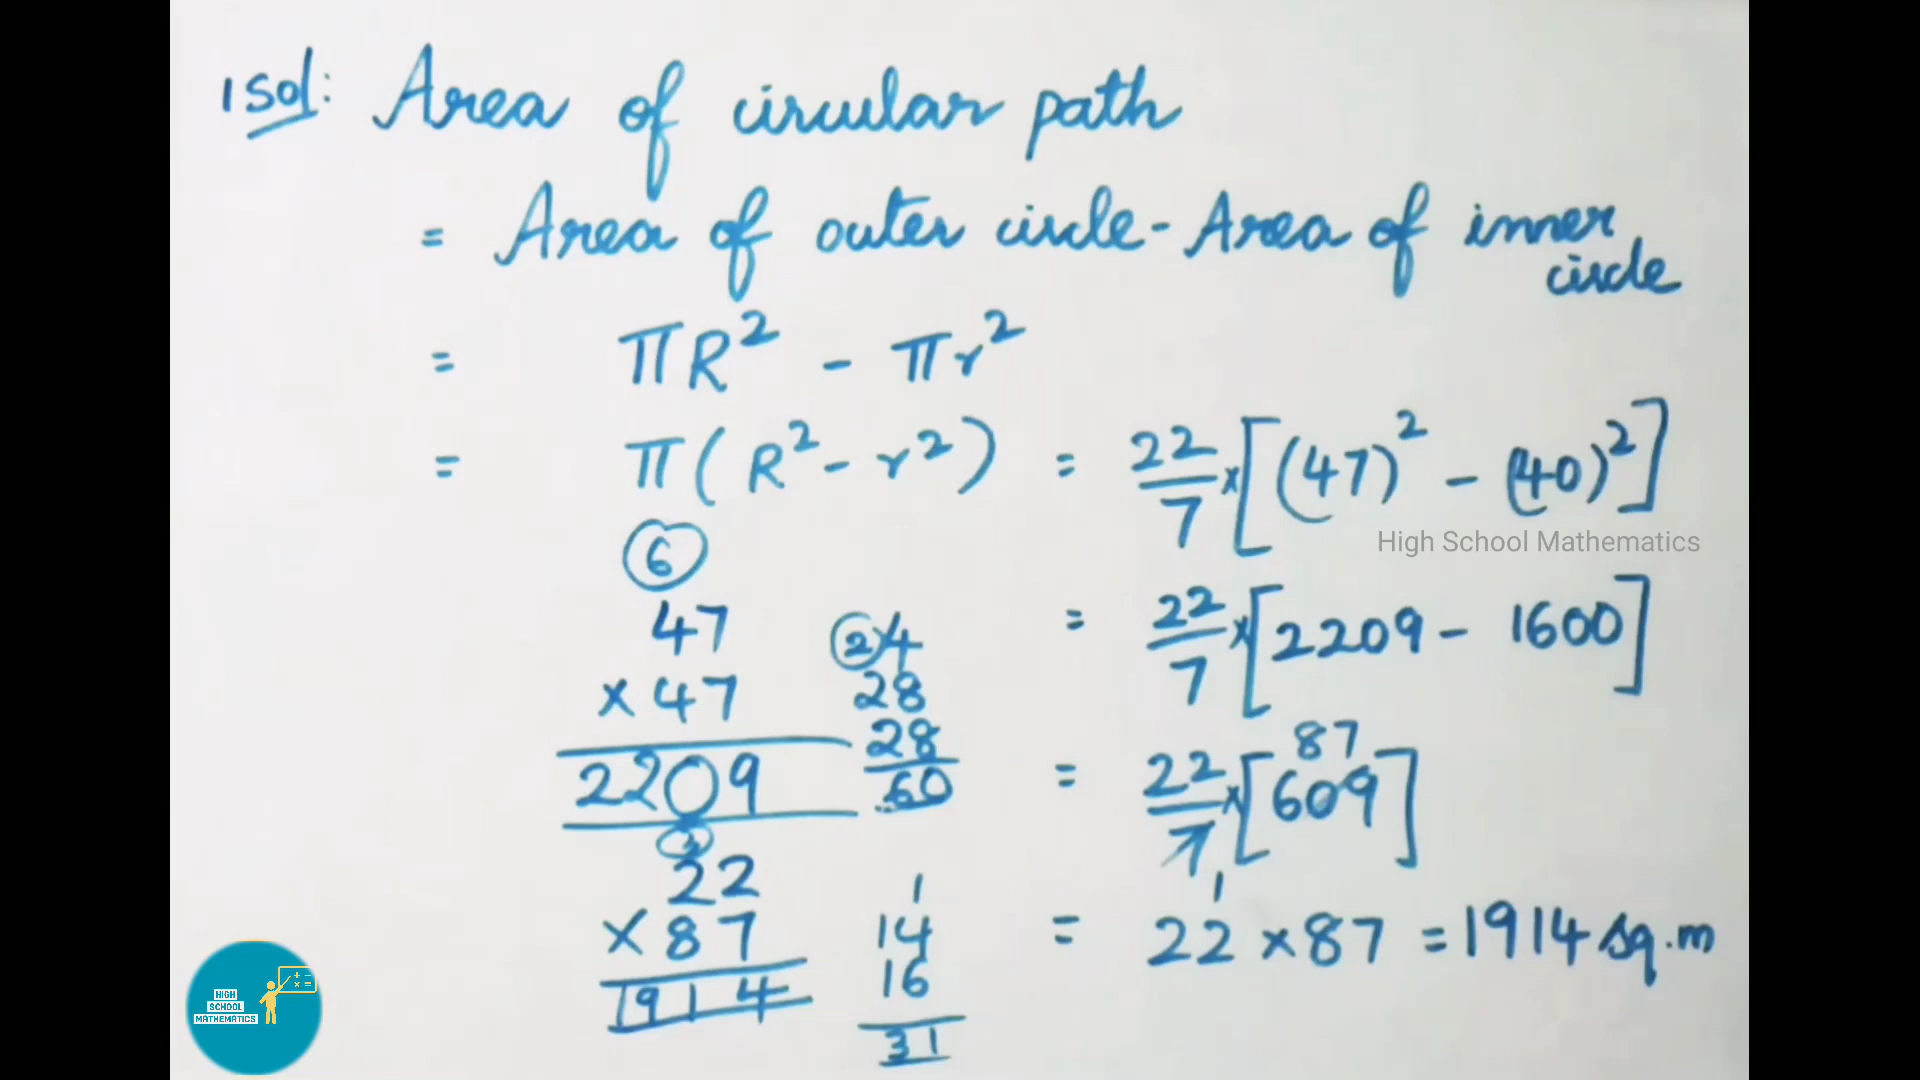 1 Sol: Area of circular path
= Area of outer circle - Area of inner
circle
= πR² - πr²
= π(R² - r²) = 22/7 × [(47)² - (40)²]
High School Mathematics
6
47
× 47
2209
24
28
28
60
= 22/7 × [2209 - 1600]
87
= 22/7 × [609]
1
22
× 87
1914
1
14
16
31
= 22 × 87 = 1914 sq.m
HIGH
SCHOOL
MATHEMATICS